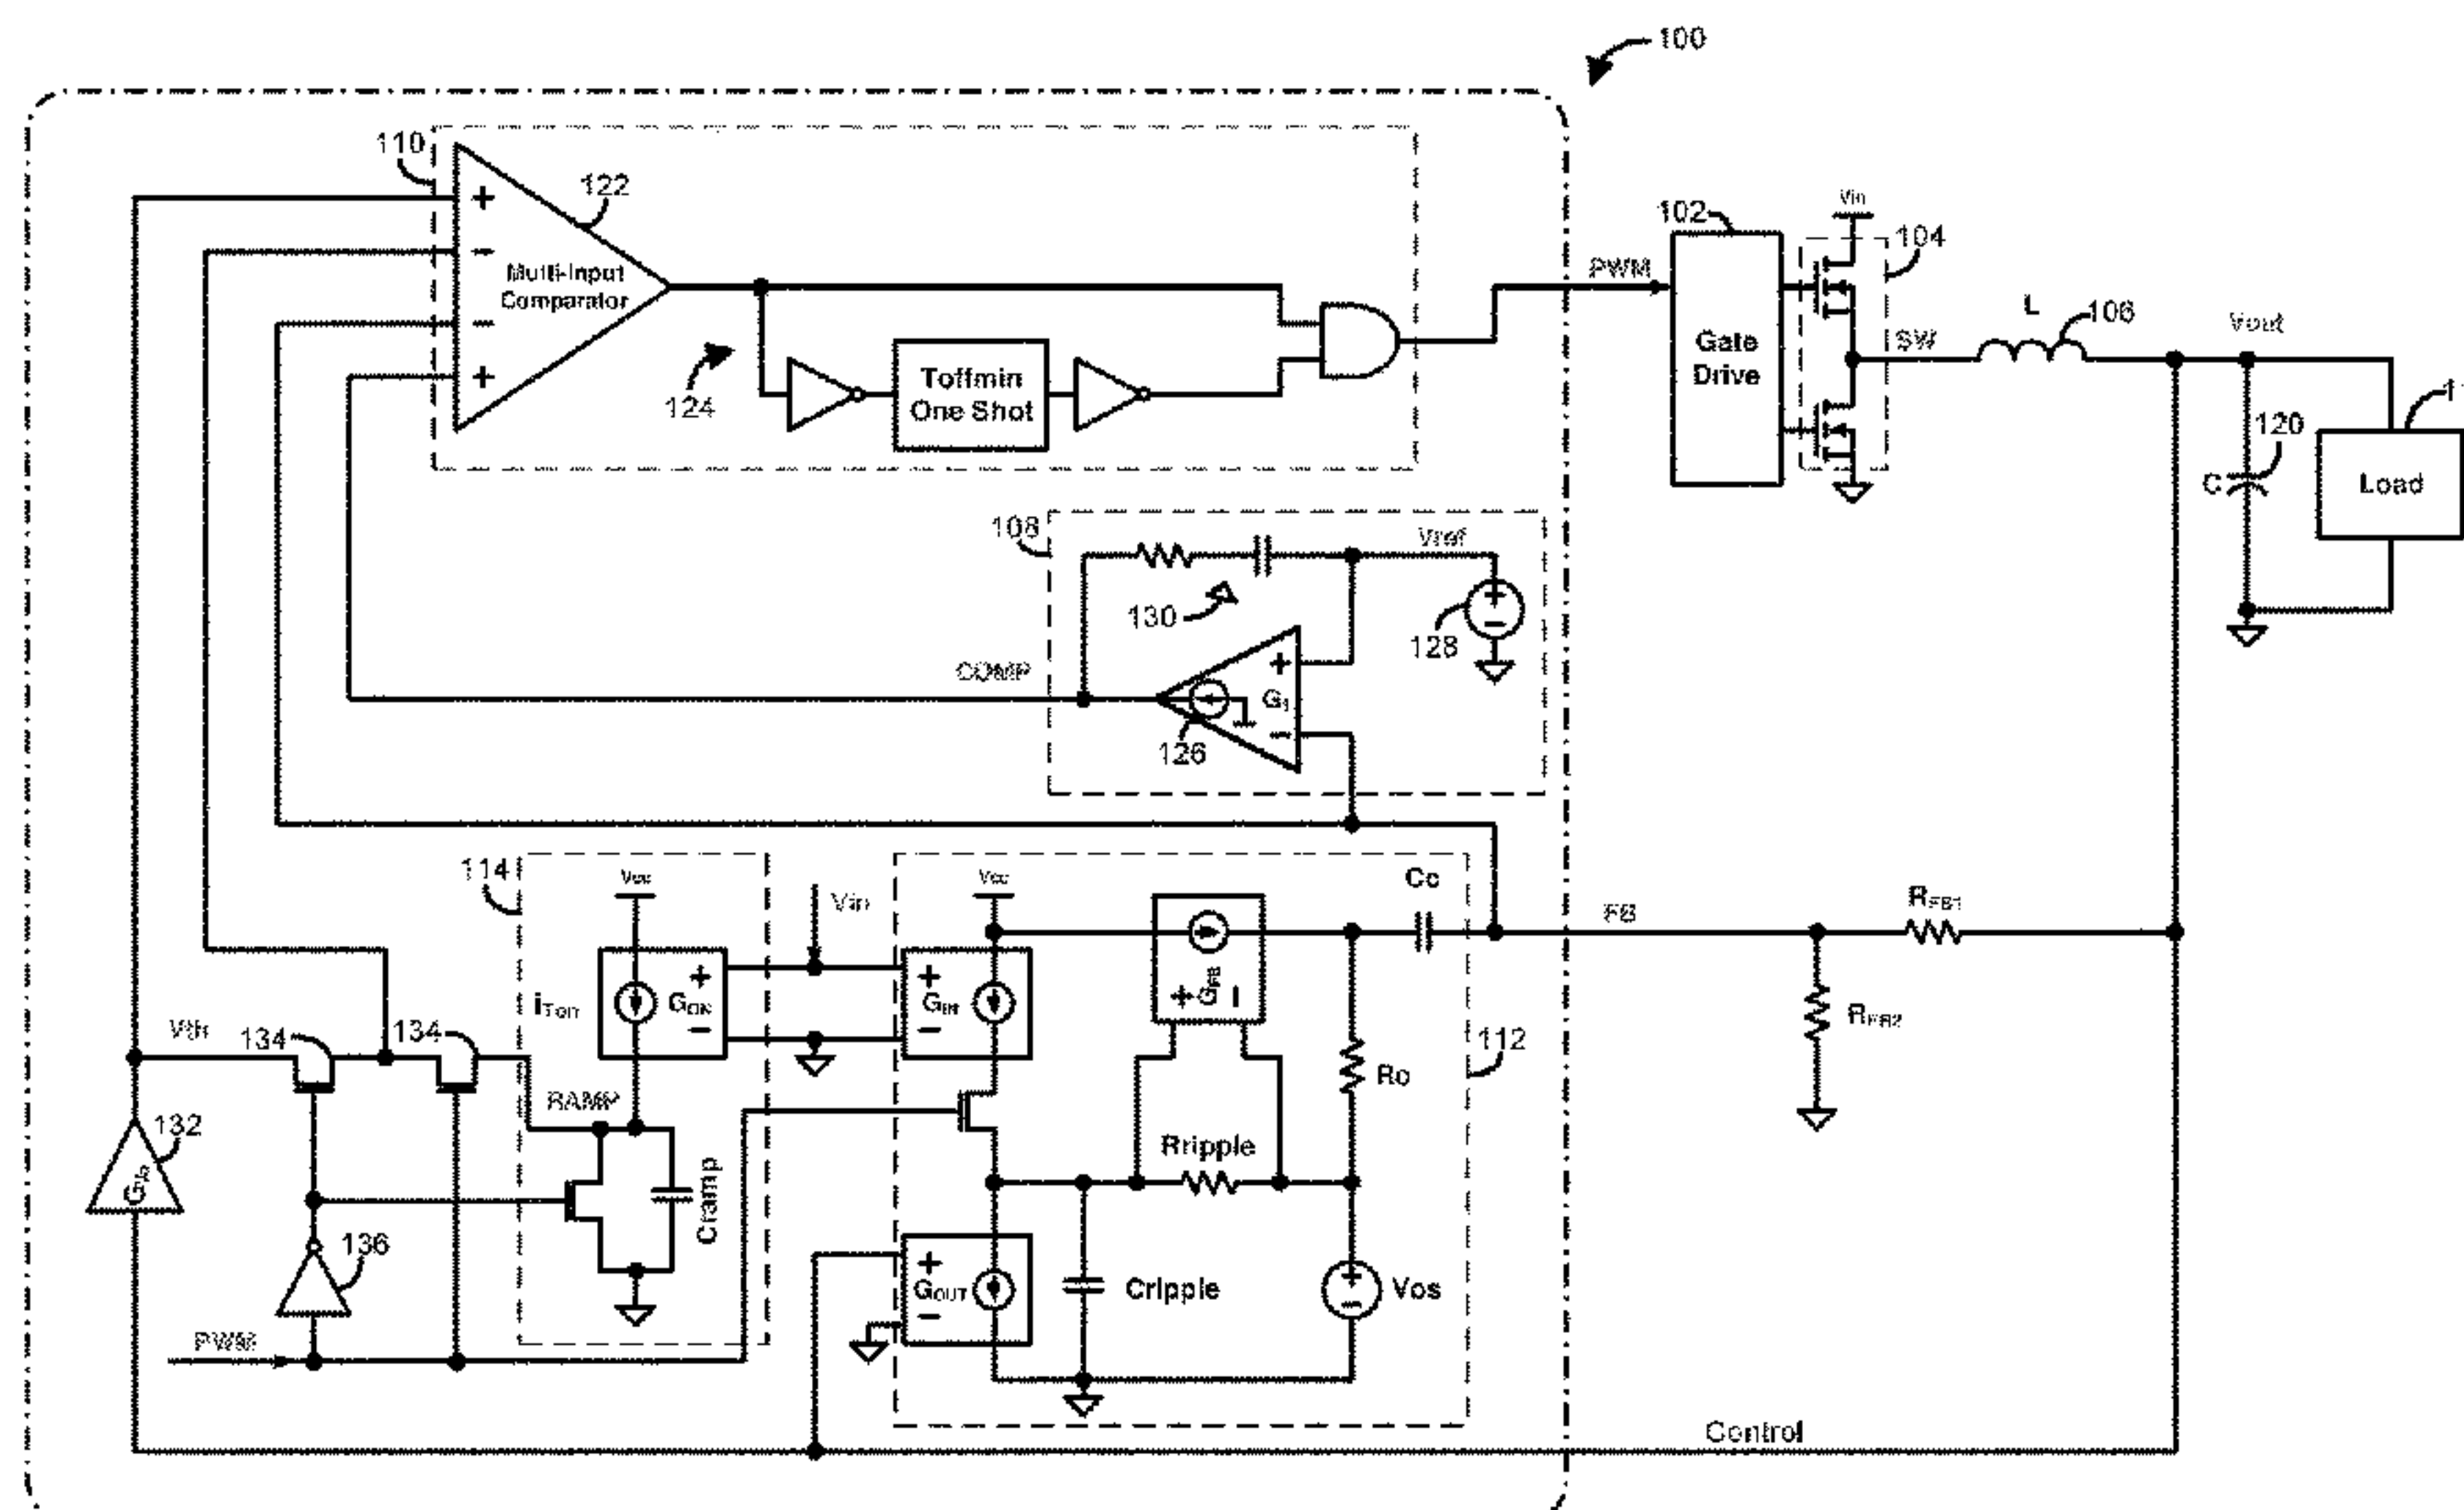 100
110
122
+
−
Multi-Input
Comparator
−
+
124
Toffmin
One Shot
PWM
102
Gate
Drive
Vin
104
SW
L
106
Vout
120
C
Load
108
Vref
130
128
+
−
COMP
+
G1
−
126
114
Vcc
Vin
Vcc
Cc
FB
RFB1
RFB2
iTon
+
GON
−
+
GIN
−
+
GFB
−
112
Vth
134
134
RAMP
Ro
132
Rripple
Cramp
136
+
GOUT
−
Cripple
+
−
Vos
PWM
Control